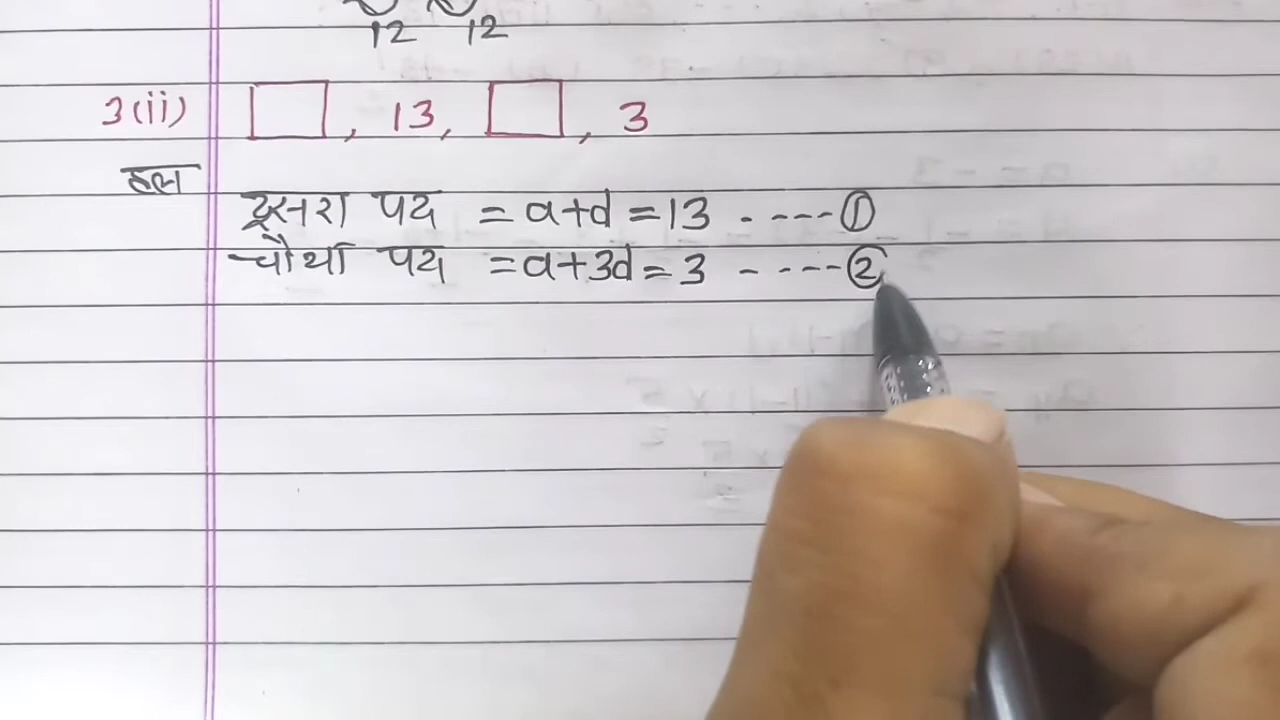 12 12
3(ii) □, 13, □, 3
हल
दूसरा पद = a+d = 13 - ---- ①
चौथा पद = a+3d = 3 - ---- ②